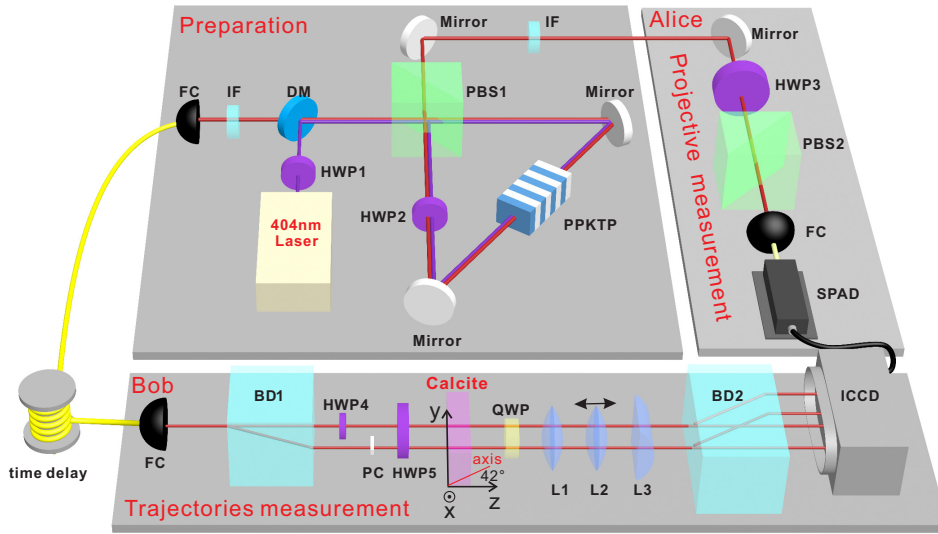 Preparation
Mirror
IF
Alice
Mirror
FC
IF
DM
PBS1
Mirror
HWP3
Projective measurement
PBS2
HWP1
HWP2
404nm
Laser
PPKTP
FC
SPAD
Mirror
Bob
BD1
HWP4
Calcite
y
QWP
BD2
ICCD
time delay
FC
PC
HWP5
axis
42°
z
x
L1
L2
L3
Trajectories measurement